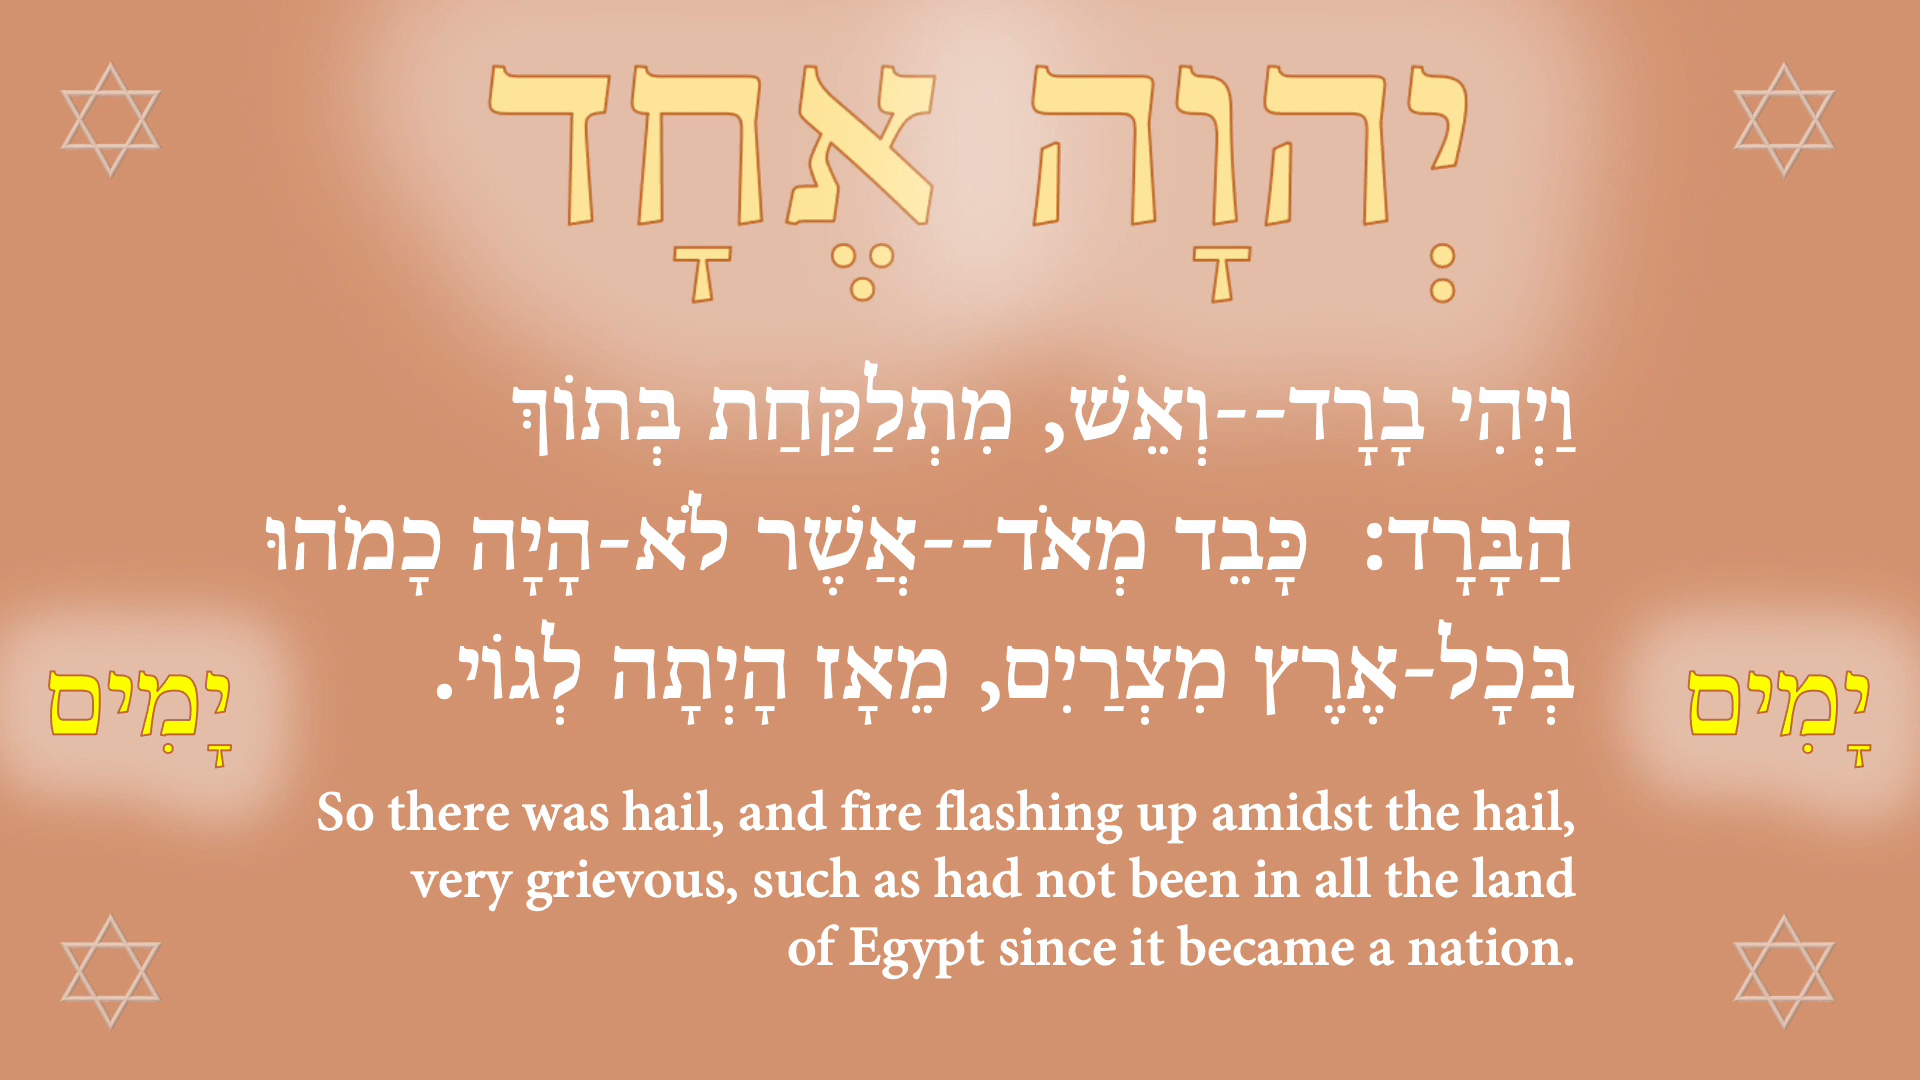 יְהוָה אֶחָד
וַיְהִי בָרָד--וְאֵשׁ, מִתְלַקַּחַת בְּתוֹךְ
הַבָּרָד:  כָּבֵד מְאֹד--אֲשֶׁר לֹא-הָיָה כָמֹהוּ
בְּכָל-אֶרֶץ מִצְרַיִם, מֵאָז הָיְתָה לְגוֹי.
יָמִים
יָמִים
So there was hail, and fire flashing up amidst the hail,
very grievous, such as had not been in all the land
of Egypt since it became a nation.